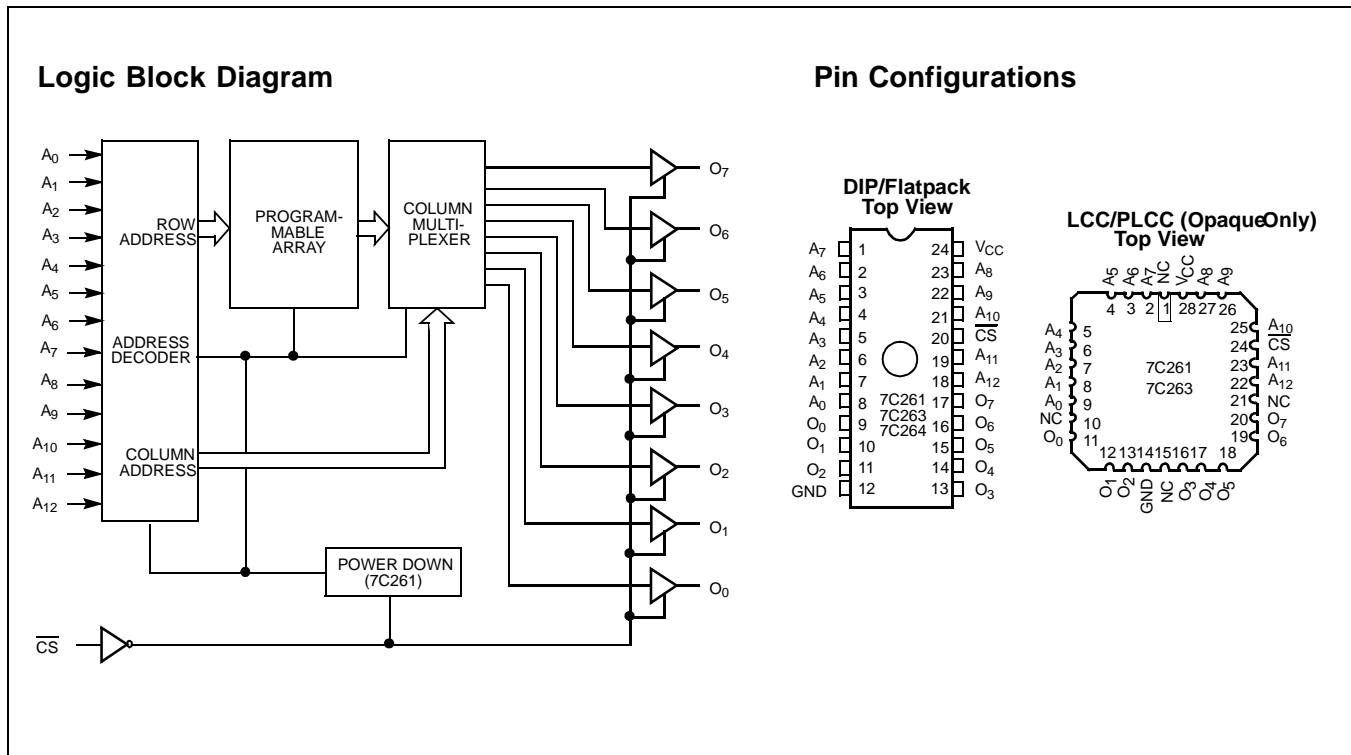 Logic Block Diagram
A0
A1
A2
A3
A4
A5
A6
A7
A8
A9
A10
A11
A12
ROW
ADDRESS
ADDRESS
DECODER
COLUMN
ADDRESS
PROGRAM-
MABLE
ARRAY
COLUMN
MULTI-
PLEXER
POWER DOWN
(7C261)
CS
O7
O6
O5
O4
O3
O2
O1
O0
Pin Configurations
DIP/Flatpack
Top View
A7 1 24 VCC
A6 2 23 A8
A5 3 22 A9
A4 4 21 A10
A3 5 20 CS
A2 6 19 A11
A1 7 18 A12
A0 8 7C261 17 O7
O0 9 7C263 16 O6
7C264
O1 10 15 O5
O2 11 14 O4
GND 12 13 O3
LCC/PLCC (OpaqueOnly)
Top View
A5 A6 A7 NC VCC A8 A9
4 3 2 1 28 27 26
A4 5 25 A10
A3 6 24 CS
A2 7 7C261 23 A11
A1 8 7C263 22 A12
A0 9 21 NC
NC 10 20 O7
O0 11 19 O6
12 13 14 15 16 17 18
O1 O2 GND NC O3 O4 O5